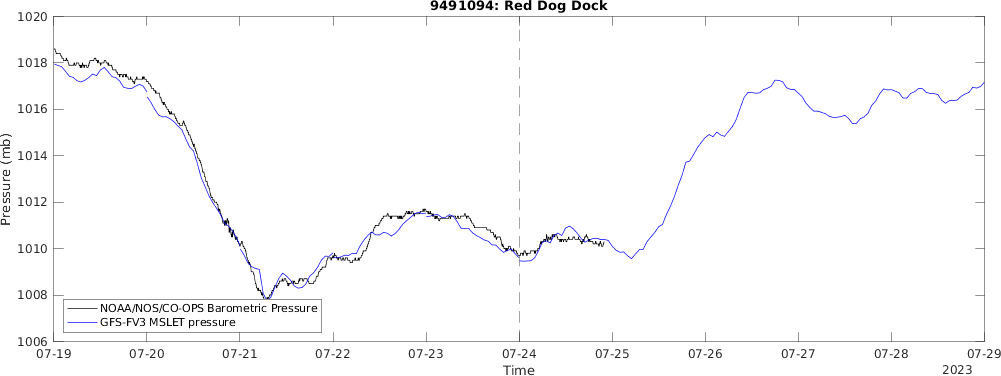 9491094: Red Dog Dock
1020
1018
1016
1014
1012
1010
1008
1006
Pressure (mb)
NOAA/NOS/CO-OPS Barometric Pressure
GFS-FV3 MSLET pressure
07-19 07-20 07-21 07-22 07-23 07-24 07-25 07-26 07-27 07-28 07-29
Time
2023